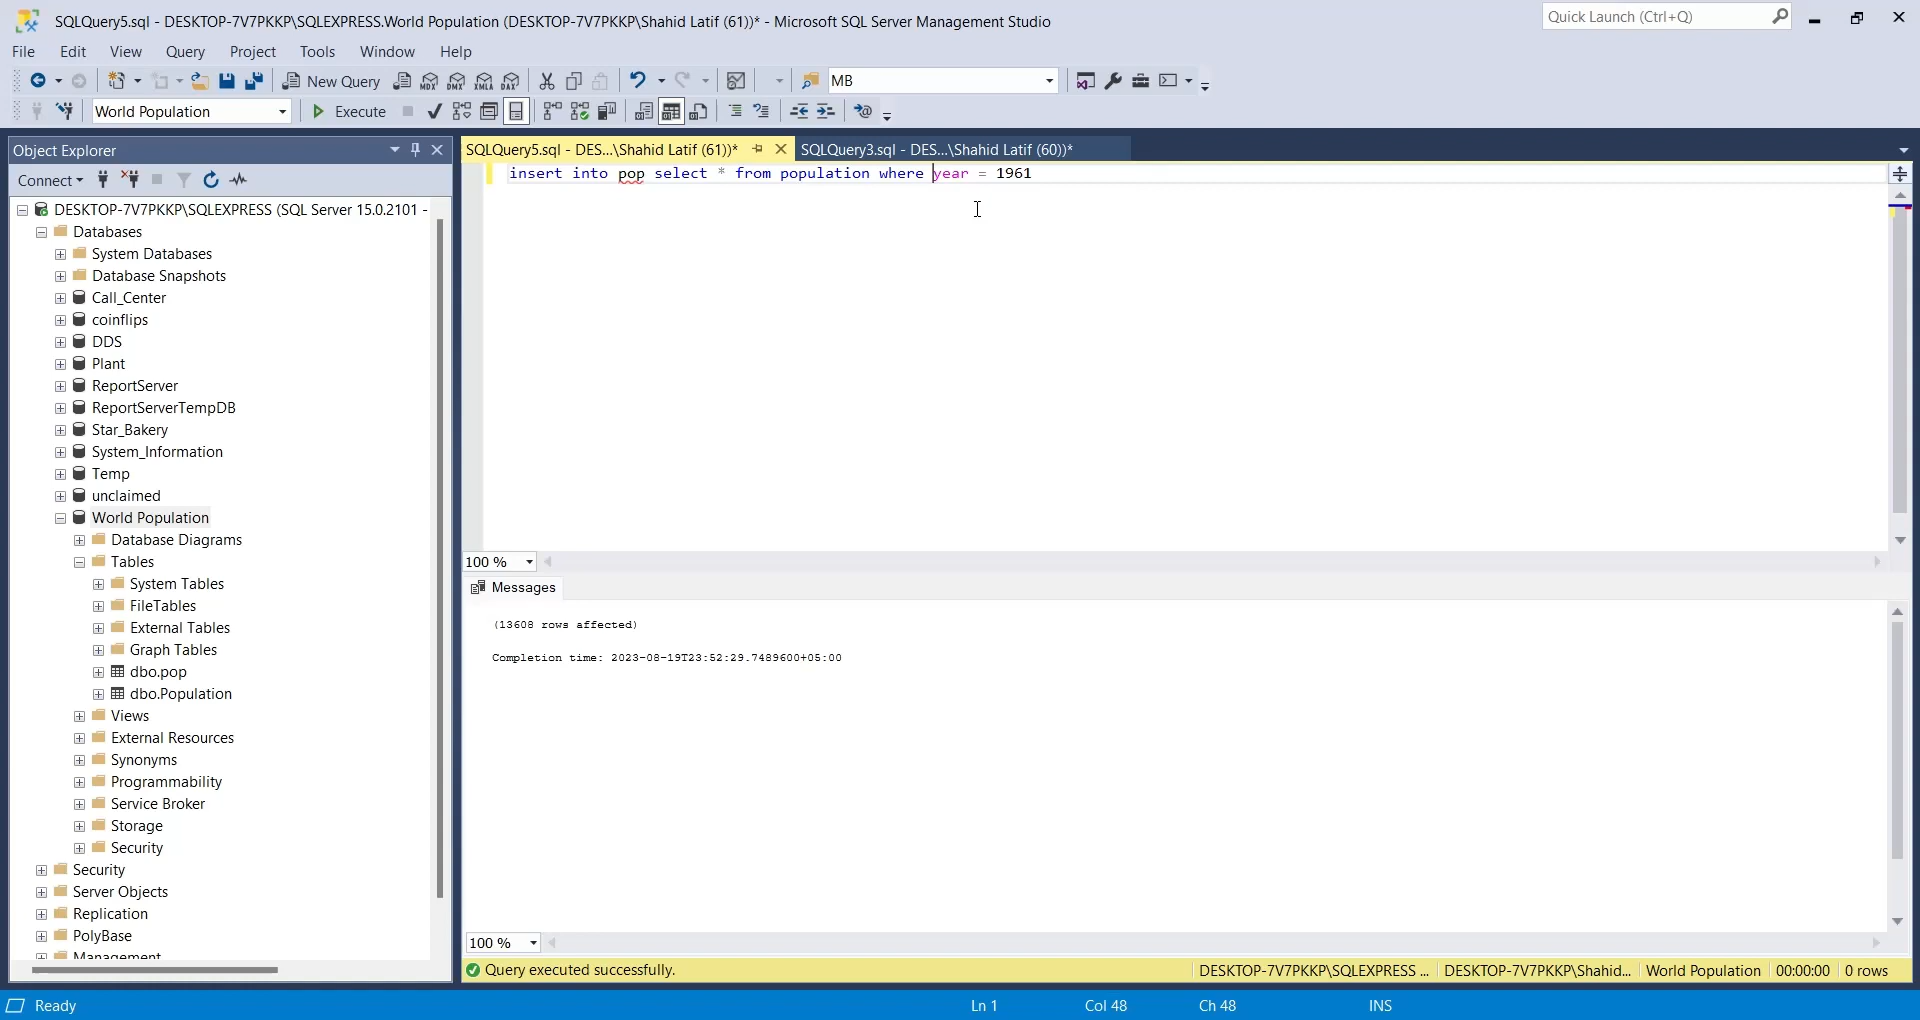 SQLQuery5.sql - DESKTOP-7V7PKKP\SQLEXPRESS.World Population (DESKTOP-7V7PKKP\Shahid Latif (61))* - Microsoft SQL Server Management Studio
Quick Launch (Ctrl+Q)
File Edit View Query Project Tools Window Help
New Query
MDX DMX XMLA DAX
MB
World Population
Execute
Object Explorer
SQLQuery5.sql - DES...\Shahid Latif (61))*
SQLQuery3.sql - DES...\Shahid Latif (60))*
Connect
insert into pop select * from population where year = 1961
DESKTOP-7V7PKKP\SQLEXPRESS (SQL Server 15.0.2101 -
Databases
System Databases
Database Snapshots
Call_Center
coinflips
DDS
Plant
ReportServer
ReportServerTempDB
Star_Bakery
System_Information
Temp
unclaimed
World Population
Database Diagrams
Tables
System Tables
FileTables
External Tables
Graph Tables
dbo.pop
dbo.Population
Views
External Resources
Synonyms
Programmability
Service Broker
Storage
Security
Security
Server Objects
Replication
PolyBase
Management
100 %
Messages
(13608 rows affected)
Completion time: 2023-08-19T23:52:29.7489600+05:00
100 %
Query executed successfully.
DESKTOP-7V7PKKP\SQLEXPRESS ...
DESKTOP-7V7PKKP\Shahid...
World Population
00:00:00
0 rows
Ready
Ln 1
Col 48
Ch 48
INS